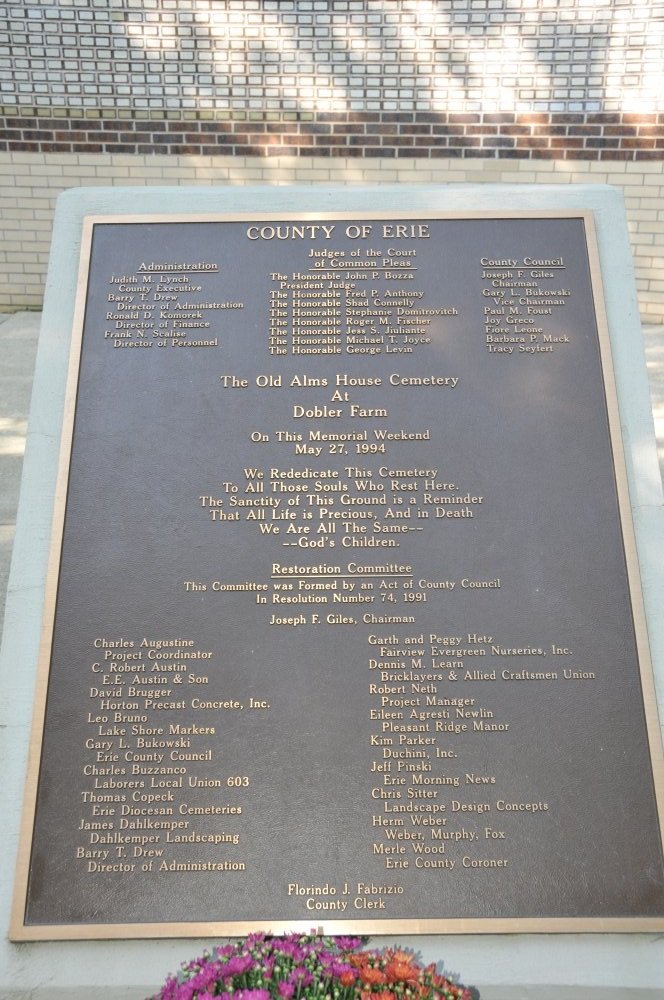 COUNTY OF ERIE
Administration
Judith M. Lynch
County Executive
Barry T. Drew
Director of Administration
Ronald D. Komorek
Director of Finance
Frank N. Scalise
Director of Personnel
Judges of the Court
of Common Pleas
The Honorable John P. Bozza
President Judge
The Honorable Fred P. Anthony
The Honorable Shad Connelly
The Honorable Stephanie Domitrovitch
The Honorable Roger M. Fischer
The Honorable Jess S. Juliante
The Honorable Michael T. Joyce
The Honorable George Levin
County Council
Joseph F. Giles
Chairman
Gary L. Bukowski
Vice Chairman
Paul M. Foust
Joy Greco
Fiore Leone
Barbara P. Mack
Tracy Seyfert
The Old Alms House Cemetery
At
Dobler Farm
On This Memorial Weekend
May 27, 1994
We Rededicate This Cemetery
To All Those Souls Who Rest Here.
The Sanctity of This Ground is a Reminder
That All Life is Precious, And in Death
We Are All The Same--
--God's Children.
Restoration Committee
This Committee was Formed by an Act of County Council
In Resolution Number 74, 1991
Joseph F. Giles, Chairman
Charles Augustine
Project Coordinator
C. Robert Austin
E.E. Austin & Son
David Brugger
Horton Precast Concrete, Inc.
Leo Bruno
Lake Shore Markers
Gary L. Bukowski
Erie County Council
Charles Buzzanco
Laborers Local Union 603
Thomas Copeck
Erie Diocesan Cemeteries
James Dahlkemper
Dahlkemper Landscaping
Barry T. Drew
Director of Administration
Garth and Peggy Hetz
Fairview Evergreen Nurseries, Inc.
Dennis M. Learn
Bricklayers & Allied Craftsmen Union
Robert Neth
Project Manager
Eileen Agresti Newlin
Pleasant Ridge Manor
Kim Parker
Duchini, Inc.
Jeff Pinski
Erie Morning News
Chris Sitter
Landscape Design Concepts
Herm Weber
Weber, Murphy, Fox
Merle Wood
Erie County Coroner
Florindo J. Fabrizio
County Clerk